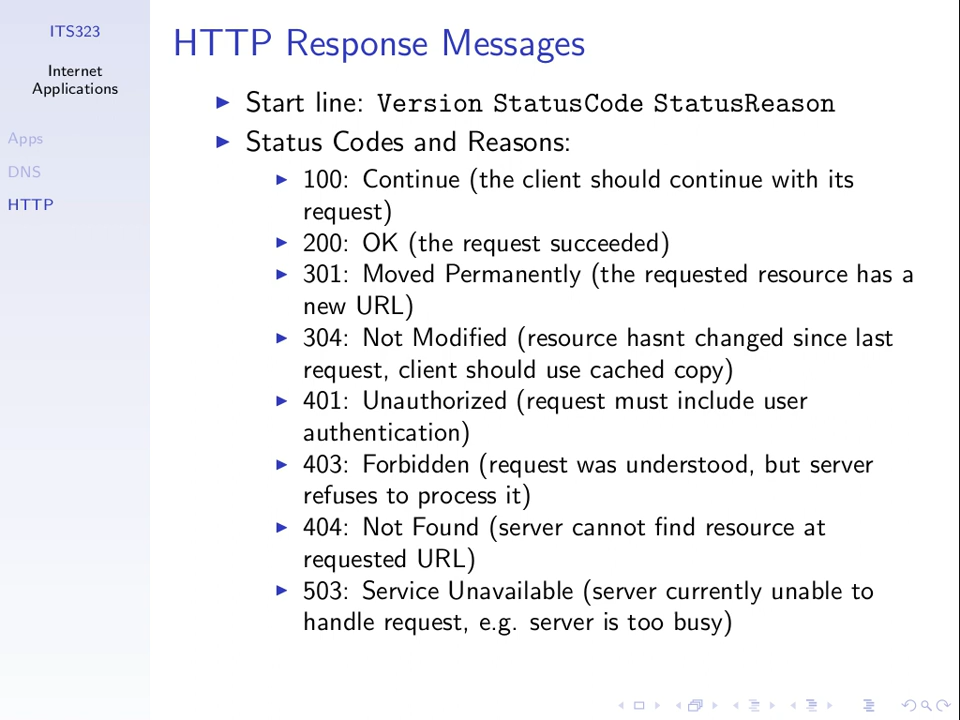 ITS323
Internet
Applications
Apps
DNS
HTTP
HTTP Response Messages
Start line: Version StatusCode StatusReason
Status Codes and Reasons:
100: Continue (the client should continue with its
request)
200: OK (the request succeeded)
301: Moved Permanently (the requested resource has a
new URL)
304: Not Modified (resource hasnt changed since last
request, client should use cached copy)
401: Unauthorized (request must include user
authentication)
403: Forbidden (request was understood, but server
refuses to process it)
404: Not Found (server cannot find resource at
requested URL)
503: Service Unavailable (server currently unable to
handle request, e.g. server is too busy)